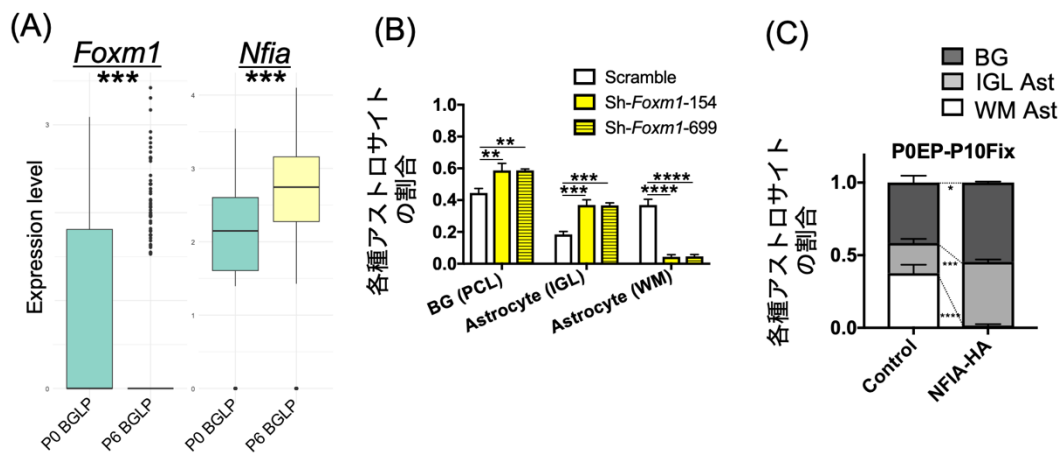 (A)
Foxm1
***
Nfia
***
Expression level
3
0
4
3
2
1
0
P0 BGLP
P6 BGLP
P0 BGLP
P6 BGLP
(B)
Scramble
Sh-Foxm1-154
Sh-Foxm1-699
各種アストロサイト
の割合
1.0
0.8
0.6
0.4
0.2
0.0
**
**
***
***
****
****
BG (PCL)
Astrocyte (IGL)
Astrocyte (WM)
(C)
BG
IGL Ast
WM Ast
P0EP-P10Fix
各種アストロサイト
の割合
1.0
0.5
0.0
*
***
****
Control
NFIA-HA